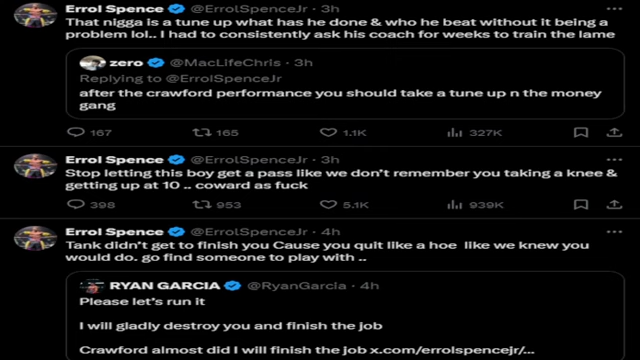 Errol Spence @ErrolSpenceJr · 3h
That nigga is a tune up what has he done & who he beat without it being a
problem lol.. I had to consistently ask his coach for weeks to train the lame
zero @MacLifeChris · 3h
Replying to @ErrolSpenceJr
after the crawford performance you should take a tune up n the money
gang
167 165 1.1K 327K
Errol Spence @ErrolSpenceJr · 3h
Stop letting this boy get a pass like we don't remember you taking a knee &
getting up at 10 .. coward as fuck
398 953 5.1K 939K
Errol Spence @ErrolSpenceJr · 4h
Tank didn't get to finish you Cause you quit like a hoe like we knew you
would do. go find someone to play with ..
RYAN GARCIA @RyanGarcia · 4h
Please let's run it
I will gladly destroy you and finish the job
Crawford almost did I will finish the job x.com/errolspencejr/...